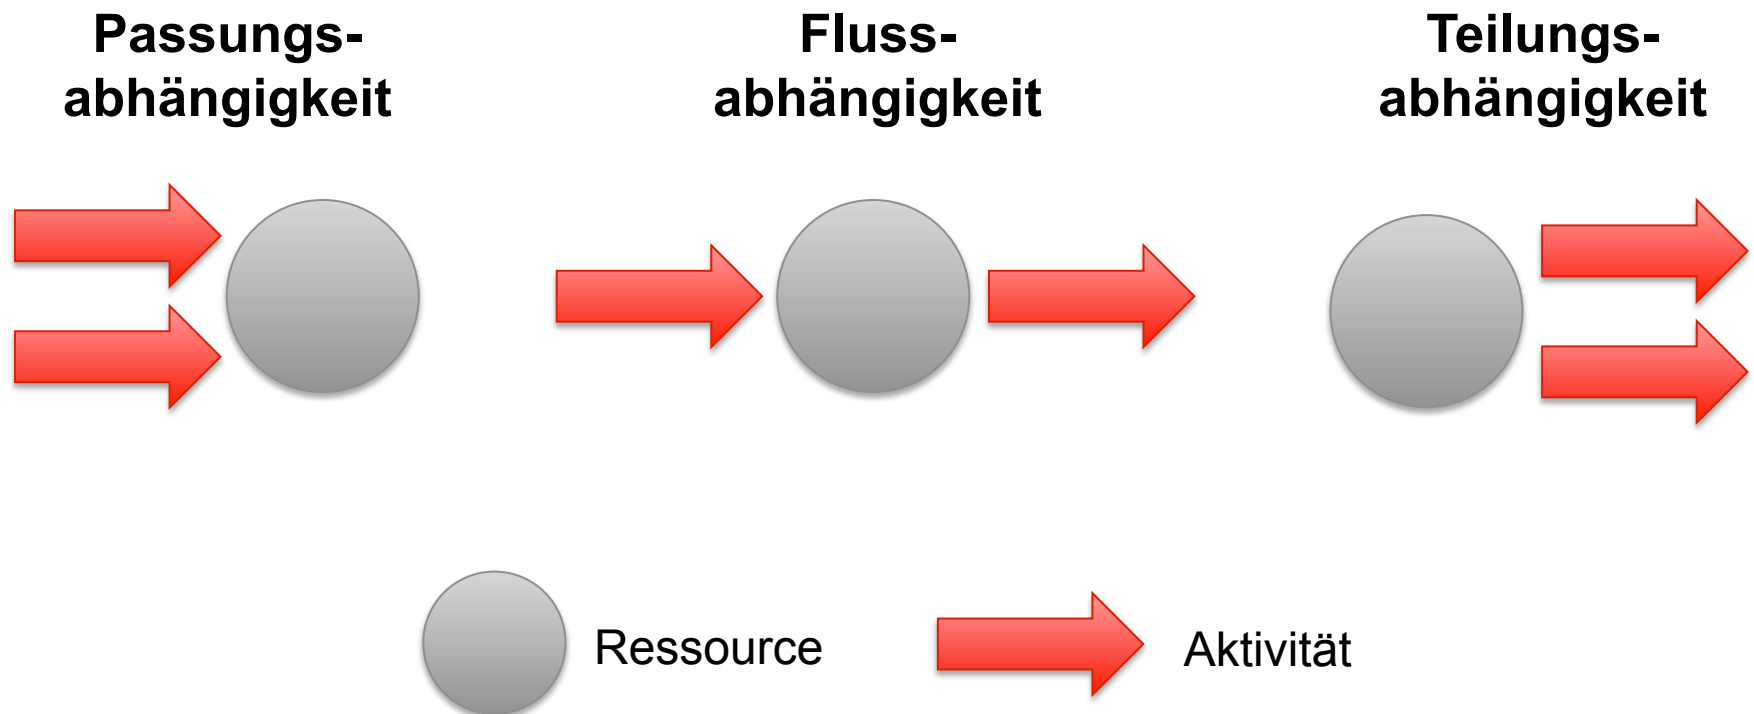 Passungs-
abhängigkeit
Fluss-
abhängigkeit
Teilungs-
abhängigkeit
Ressource
Aktivität